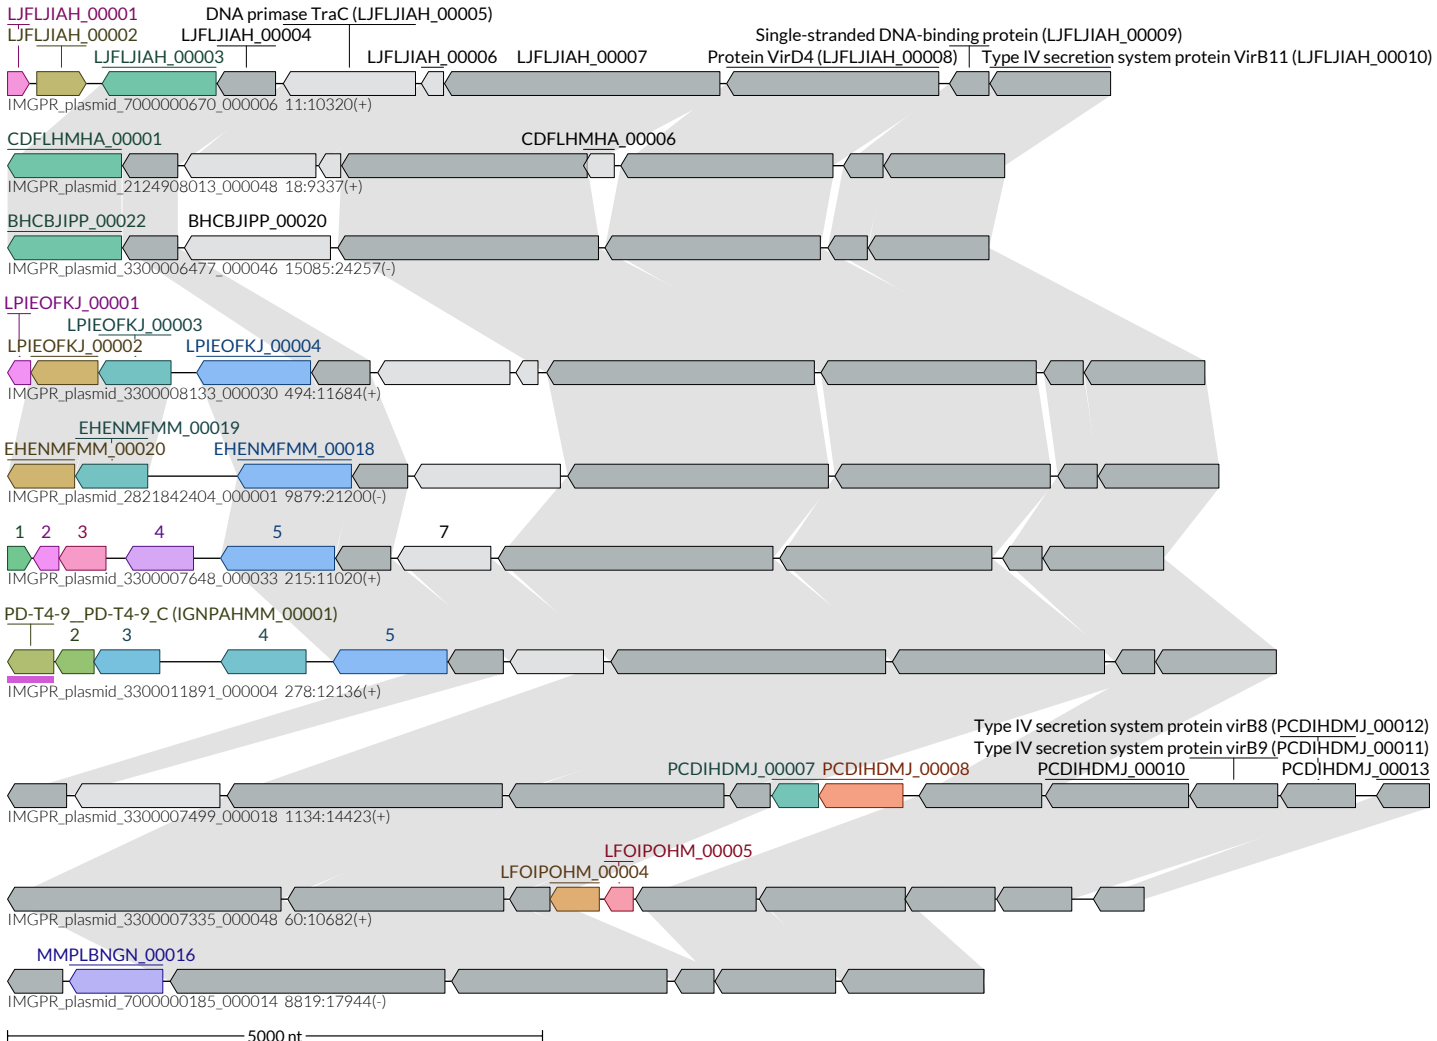 LJFLJIAH_00001
DNA primase TraC (LJFLJIAH_00005)
LJFLJIAH_00002
LJFLJIAH_00004
Single-stranded DNA-binding protein (LJFLJIAH_00009)
LJFLJIAH_00003
LJFLJIAH_00006
LJFLJIAH_00007
Protein VirD4 (LJFLJIAH_00008)
Type IV secretion system protein VirB11 (LJFLJIAH_00010)
IMGPR_plasmid_7000000670_000006 11:10320(+)
CDFLHMHA_00001
CDFLHMHA_00006
IMGPR_plasmid_2124908013_000048 18:9337(+)
BHCBJIPP_00022
BHCBJIPP_00020
IMGPR_plasmid_3300006477_000046 15085:24257(-)
LPIEOFKJ_00001
LPIEOFKJ_00003
LPIEOFKJ_00002
LPIEOFKJ_00004
IMGPR_plasmid_3300008133_000030 494:11684(+)
EHENMFMM_00019
EHENMFMM_00020
EHENMFMM_00018
IMGPR_plasmid_2821842404_000001 9879:21200(-)
1 2 3 4 5 7
IMGPR_plasmid_3300007648_000033 215:11020(+)
PD-T4-9__PD-T4-9_C (IGNPAHMM_00001)
2 3 4 5
IMGPR_plasmid_3300011891_000004 278:12136(+)
Type IV secretion system protein virB8 (PCDIHDMJ_00012)
Type IV secretion system protein virB9 (PCDIHDMJ_00011)
PCDIHDMJ_00007
PCDIHDMJ_00008
PCDIHDMJ_00010
PCDIHDMJ_00013
IMGPR_plasmid_3300007499_000018 1134:14423(+)
LFOIPOHM_00005
LFOIPOHM_00004
IMGPR_plasmid_3300007335_000048 60:10682(+)
MMPLBNGN_00016
IMGPR_plasmid_7000000185_000014 8819:17944(-)
5000 nt